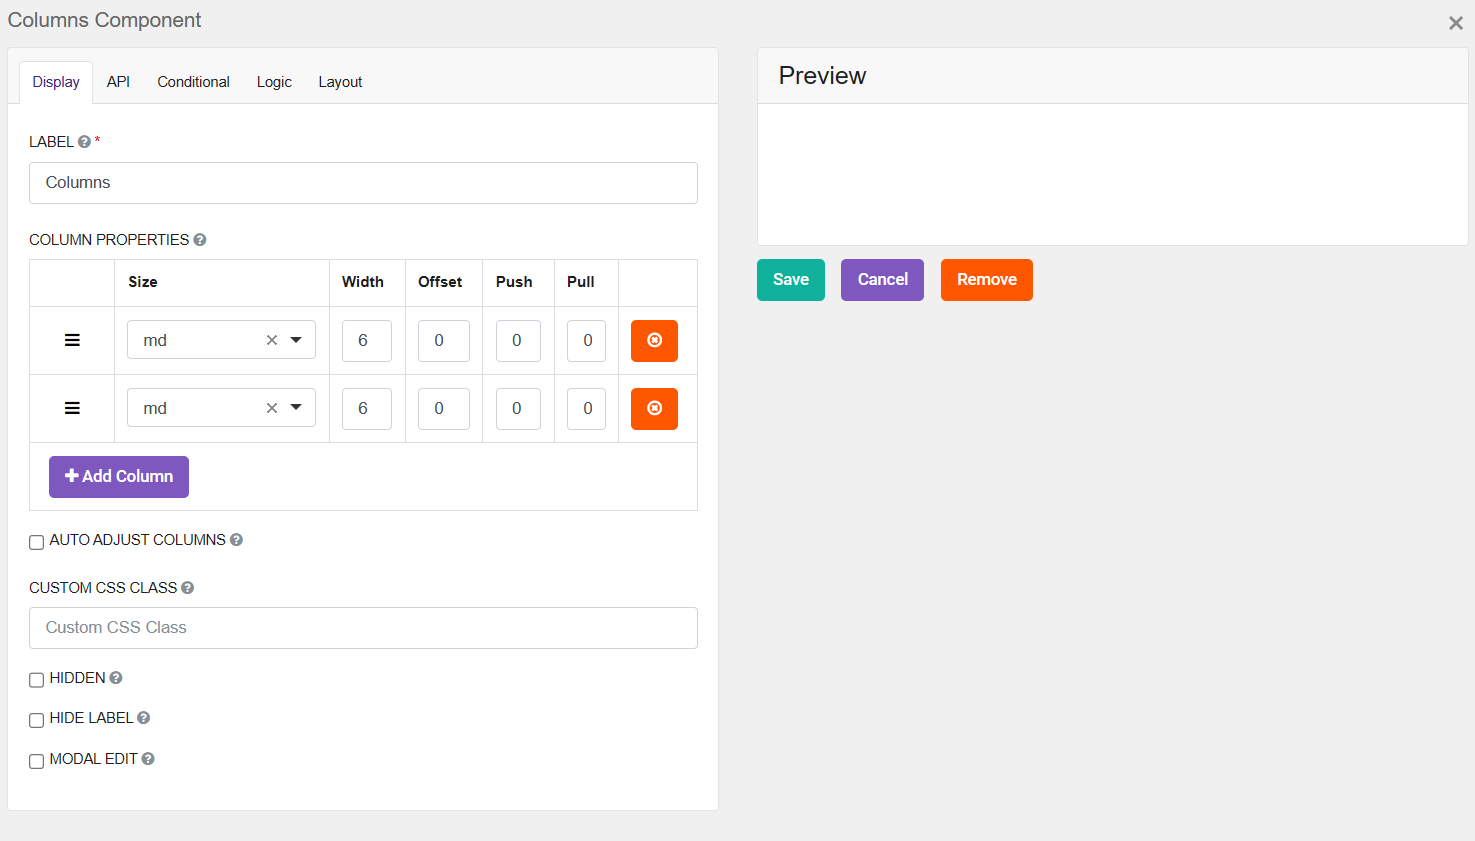 Columns Component
Display API Conditional Logic Layout
LABEL *
Columns
COLUMN PROPERTIES
Size Width Offset Push Pull
md 6 0 0 0
md 6 0 0 0
Add Column
AUTO ADJUST COLUMNS
CUSTOM CSS CLASS
Custom CSS Class
HIDDEN
HIDE LABEL
MODAL EDIT
Preview
Save Cancel Remove